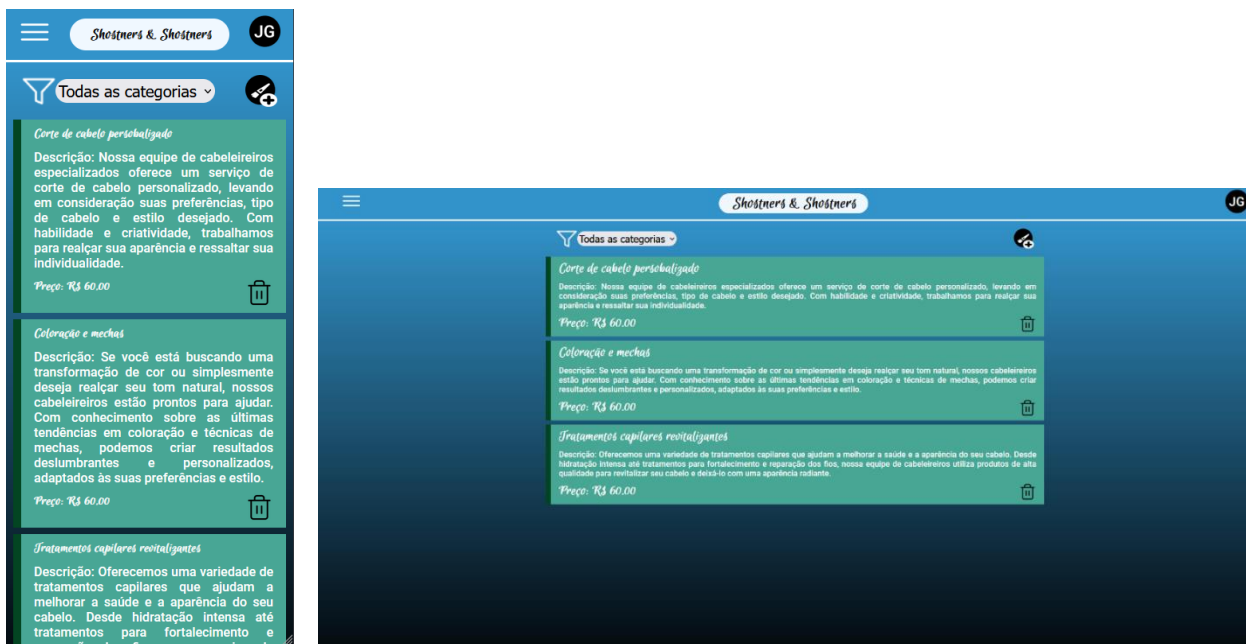 Shostners & Shostners
JG
Todas as categorias
Corte de cabelo persobalizado
Descrição: Nossa equipe de cabeleireiros
especializados oferece um serviço de
corte de cabelo personalizado, levando
em consideração suas preferências, tipo
de cabelo e estilo desejado. Com
habilidade e criatividade, trabalhamos
para realçar sua aparência e ressaltar sua
individualidade.
Preço: R$ 60.00
Coloração e mechas
Descrição: Se você está buscando uma
transformação de cor ou simplesmente
deseja realçar seu tom natural, nossos
cabeleireiros estão prontos para ajudar.
Com conhecimento sobre as últimas
tendências em coloração e técnicas de
mechas, podemos criar resultados
deslumbrantes e personalizados,
adaptados às suas preferências e estilo.
Preço: R$ 60.00
Tratamentos capilares revitalizantes
Descrição: Oferecemos uma variedade de
tratamentos capilares que ajudam a
melhorar a saúde e a aparência do seu
cabelo. Desde hidratação intensa até
tratamentos para fortalecimento e
Shostners & Shostners
JG
Todas as categorias
Corte de cabelo persobalizado
Descrição: Nossa equipe de cabeleireiros especializados oferece um serviço de corte de cabelo personalizado, levando em
consideração suas preferências, tipo de cabelo e estilo desejado. Com habilidade e criatividade, trabalhamos para realçar sua
aparência e ressaltar sua individualidade.
Preço: R$ 60.00
Coloração e mechas
Descrição: Se você está buscando uma transformação de cor ou simplesmente deseja realçar seu tom natural, nossos cabeleireiros
estão prontos para ajudar. Com conhecimento sobre as últimas tendências em coloração e técnicas de mechas, podemos criar
resultados deslumbrantes e personalizados, adaptados às suas preferências e estilo.
Preço: R$ 60.00
Tratamentos capilares revitalizantes
Descrição: Oferecemos uma variedade de tratamentos capilares que ajudam a melhorar a saúde e a aparência do seu cabelo. Desde
hidratação intensa até tratamentos para fortalecimento e reparação dos fios, nossa equipe de cabeleireiros utiliza produtos de alta
qualidade para revitalizar seu cabelo e deixá-lo com uma aparência radiante.
Preço: R$ 60.00